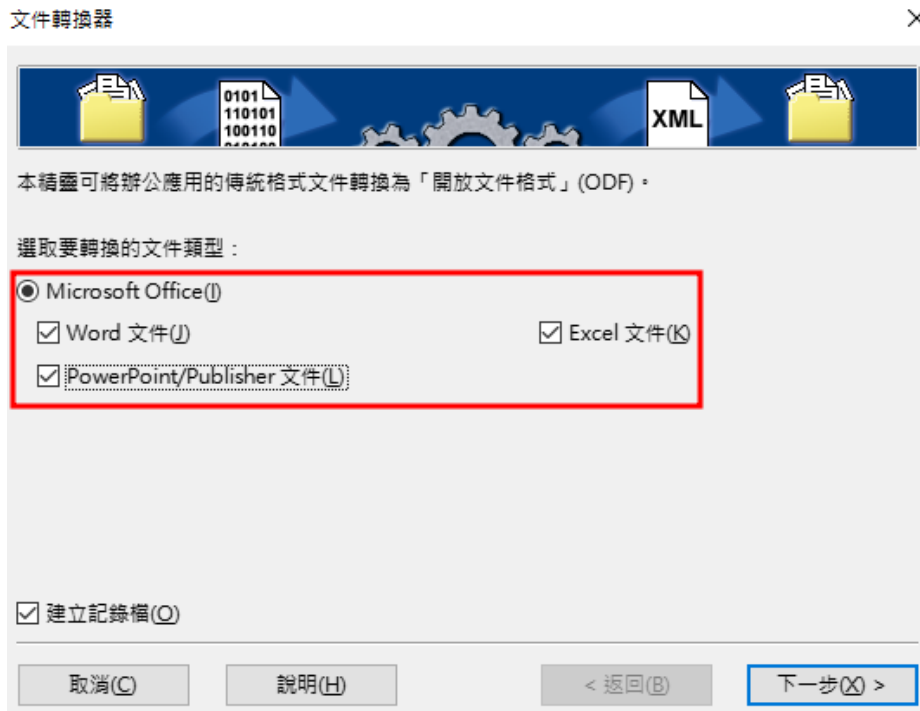 文件轉換器
0101
110101
100110
XML
本精靈可將辦公應用的傳統格式文件轉換為「開放文件格式」(ODF)。
選取要轉換的文件類型：
Microsoft Office(I)
Word 文件(J) Excel 文件(K)
PowerPoint/Publisher 文件(L)
建立記錄檔(O)
取消(C) 說明(H) < 返回(B) 下一步(X) >